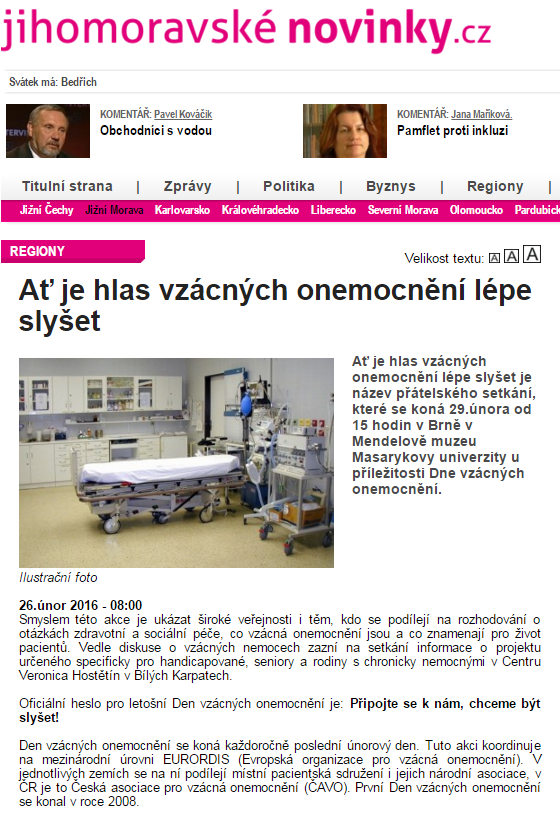 jihomoravské novinky.cz
Svátek má: Bedřich
KOMENTÁŘ: Pavel Kováčik
Obchodníci s vodou
KOMENTÁŘ: Jana Maříková.
Pamflet proti inkluzi
Titulní strana | Zprávy | Politika | Byznys | Regiony |
Jižní Čechy Jižní Morava Karlovarsko Královéhradecko Liberecko Severní Morava Olomoucko Pardubick
REGIONY
Velikost textu: A A A
Ať je hlas vzácných onemocnění lépe
slyšet
Ať je hlas vzácných
onemocnění lépe slyšet je
název přátelského setkání,
které se koná 29.února od
15 hodin v Brně v
Mendelově muzeu
Masarykovy univerzity u
příležitosti Dne vzácných
onemocnění.
Ilustrační foto
26.únor 2016 - 08:00
Smyslem této akce je ukázat široké veřejnosti i těm, kdo se podílejí na rozhodování o
otázkách zdravotní a sociální péče, co vzácná onemocnění jsou a co znamenají pro život
pacientů. Vedle diskuse o vzácných nemocech zazní na setkání informace o projektu
určeného specificky pro handicapované, seniory a rodiny s chronicky nemocnými v Centru
Veronica Hostětín v Bílých Karpatech.
Oficiální heslo pro letošní Den vzácných onemocnění je: Připojte se k nám, chceme být
slyšet!
Den vzácných onemocnění se koná každoročně poslední únorový den. Tuto akci koordinuje
na mezinárodní úrovni EURORDIS (Evropská organizace pro vzácná onemocnění). V
jednotlivých zemích se na ní podílejí místní pacientská sdružení i jejich národní asociace, v
ČR je to Česká asociace pro vzácná onemocnění (ČAVO). První Den vzácných onemocnění
se konal v roce 2008.